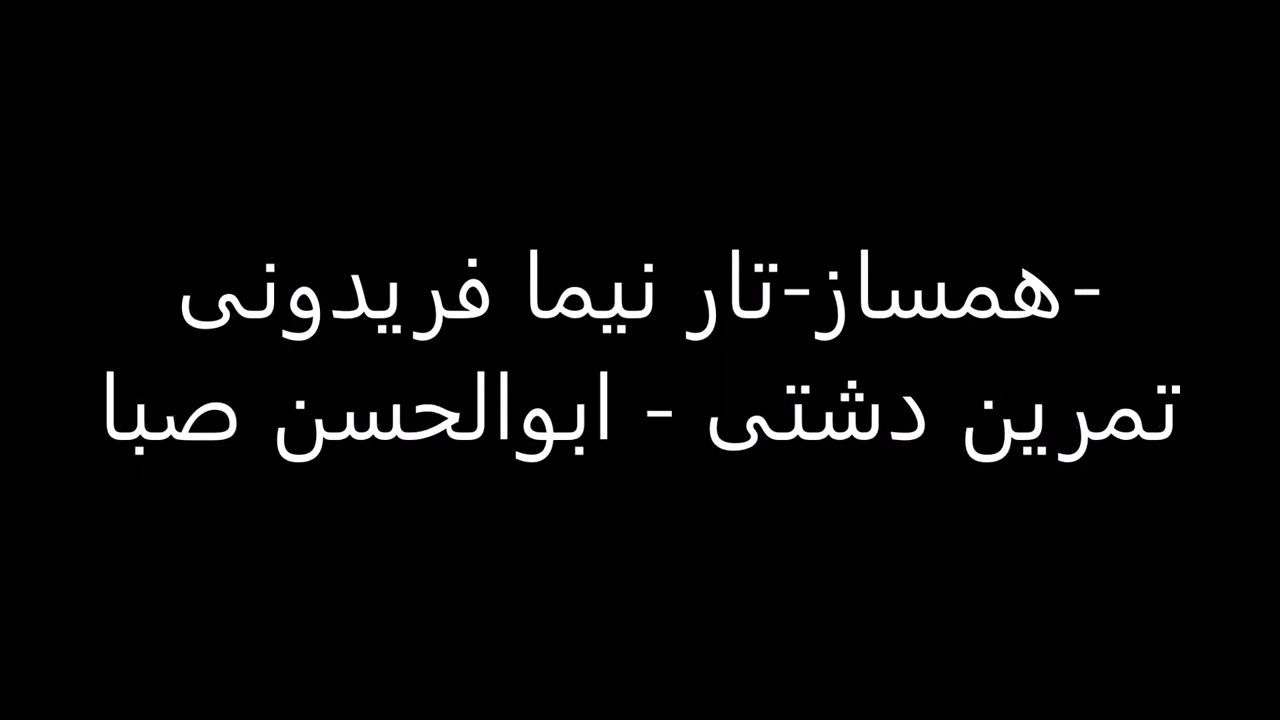 -همساز-تار نیما فریدونی
تمرین دشتی - ابوالحسن صبا